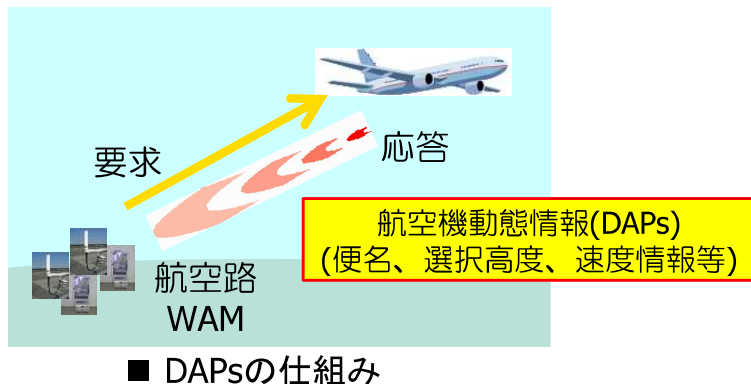 要求
応答
航空機動態情報(DAPs)
(便名、選択高度、速度情報等)
航空路
WAM
■ DAPsの仕組み